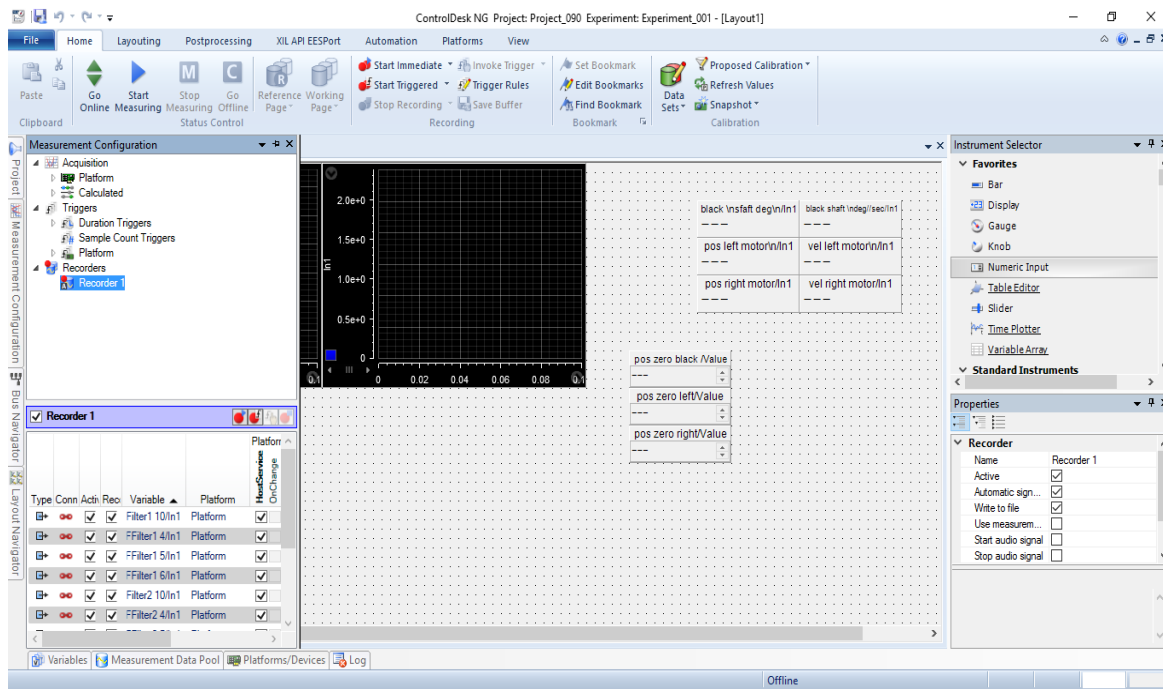 ControlDesk NG Project: Project_090 Experiment: Experiment_001 - [Layout1]
File Home Layouting Postprocessing XIL API EESPort Automation Platforms View
Paste
Clipboard
Go Online
Start Measuring
Stop Measuring
Go Offline
Reference Page
Working Page
Status Control
Start Immediate
Invoke Trigger
Start Triggered
Trigger Rules
Stop Recording
Save Buffer
Recording
Set Bookmark
Edit Bookmarks
Find Bookmark
Bookmark
Data Sets
Proposed Calibration
Refresh Values
Snapshot
Calibration
Project
Measurement Configuration
Bus Navigator
Layout Navigator
Measurement Configuration
Acquisition
Platform
Calculated
Triggers
Duration Triggers
Sample Count Triggers
Platform
Recorders
Recorder 1
Recorder 1
Platforr
HostService
OnChange
Type Conn Activ Rec Variable Platform
Filter1 10/In1 Platform
FFilter1 4/In1 Platform
FFilter1 5/In1 Platform
FFilter1 6/In1 Platform
Filter2 10/In1 Platform
FFilter2 4/In1 Platform
0.1
2.0e+0
1.5e+0
1.0e+0
0.5e+0
0
In1
0 0.02 0.04 0.06 0.08 0.1
black \nsfaft deg\n/In1 black shaft \ndeg//sec/In1
--- ---
pos left motor\n/In1 vel left motor\n/In1
--- ---
pos right motor/In1 vel right motor/In1
--- ---
pos zero black /Value
---
pos zero left/Value
---
pos zero right/Value
---
Instrument Selector
Favorites
Bar
Display
Gauge
Knob
Numeric Input
Table Editor
Slider
Time Plotter
Variable Array
Standard Instruments
Properties
Recorder
Name Recorder 1
Active
Automatic sign...
Write to file
Use measurem...
Start audio signal
Stop audio signal
Variables Measurement Data Pool Platforms/Devices Log
Offline